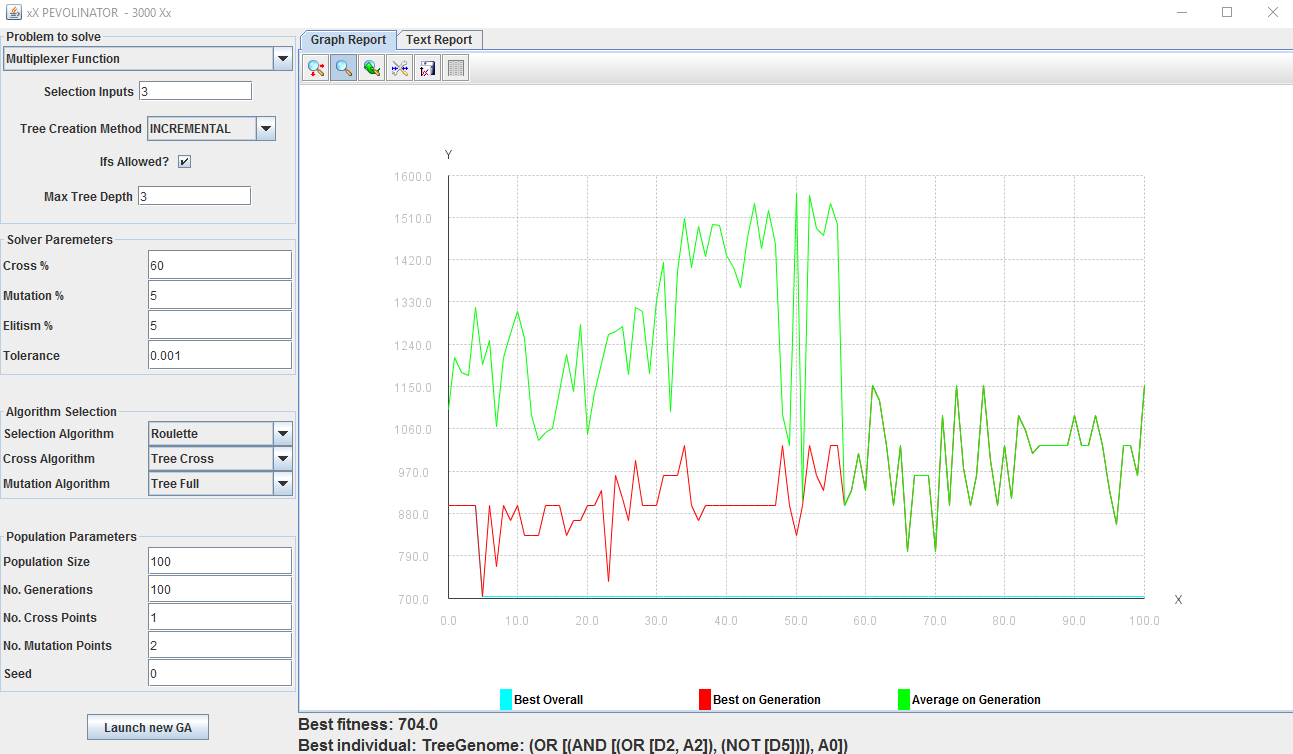 xX PEVOLINATOR - 3000 Xx
Problem to solve
Multiplexer Function
Selection Inputs 3
Tree Creation Method INCREMENTAL
Ifs Allowed?
Max Tree Depth 3
Solver Paremeters
Cross % 60
Mutation % 5
Elitism % 5
Tolerance 0.001
Algorithm Selection
Selection Algorithm Roulette
Cross Algorithm Tree Cross
Mutation Algorithm Tree Full
Population Parameters
Population Size 100
No. Generations 100
No. Cross Points 1
No. Mutation Points 2
Seed 0
Launch new GA
Graph Report Text Report
Y
1600.0
1510.0
1420.0
1330.0
1240.0
1150.0
1060.0
970.0
880.0
790.0
700.0
X
0.0 10.0 20.0 30.0 40.0 50.0 60.0 70.0 80.0 90.0 100.0
Best Overall Best on Generation Average on Generation
Best fitness: 704.0
Best individual: TreeGenome: (OR [(AND [(OR [D2, A2]), (NOT [D5])]), A0])